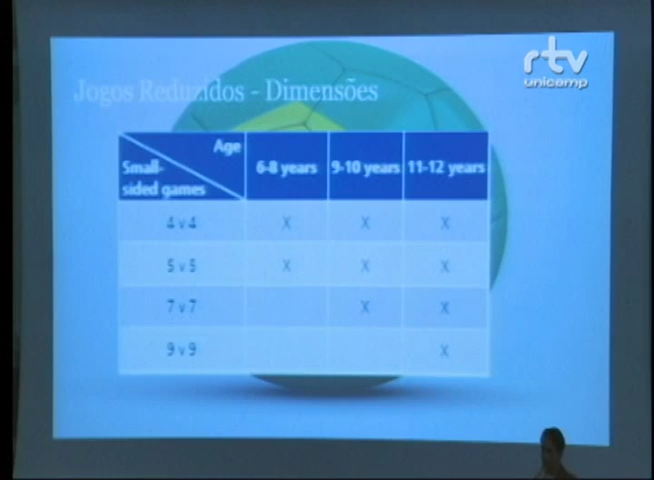 rtv
unicamp
Jogos Reduzidos - Dimensões
Age
Small-
sided games
6-8 years 9-10 years 11-12 years
4 v 4 X X X
5 v 5 X X X
7 v 7 X X
9 v 9 X